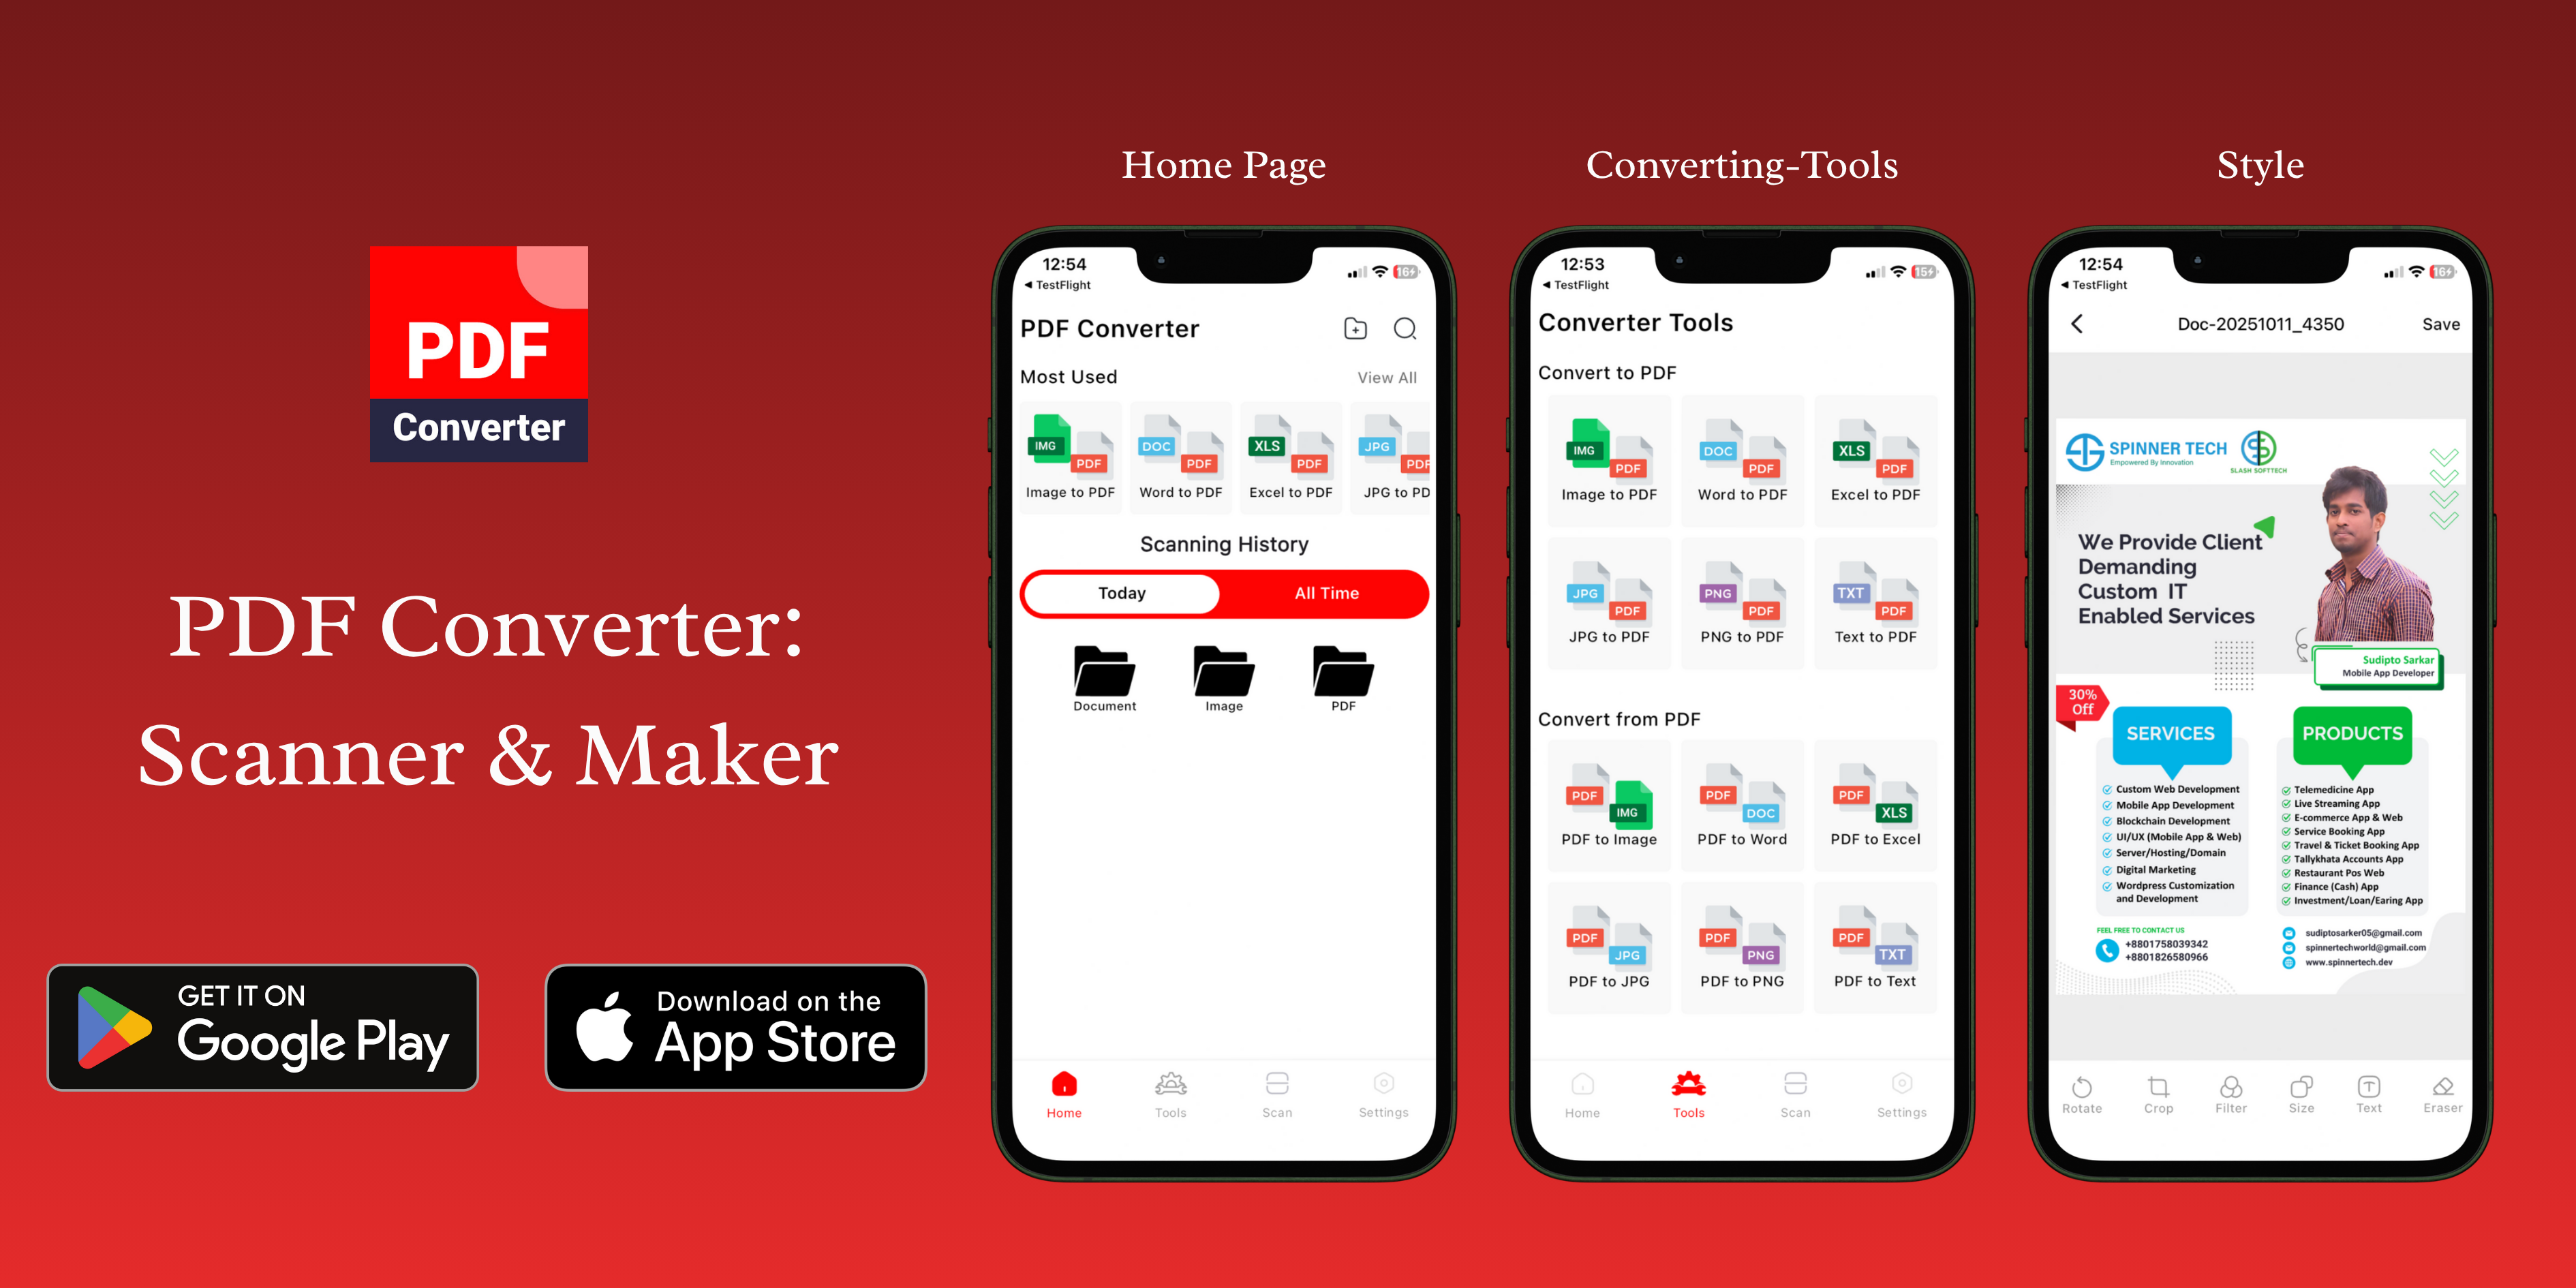 PDF
Converter
PDF Converter:
Scanner & Maker
GET IT ON
Google Play
Download on the
App Store
Home Page
12:54
16
◀ TestFlight
PDF Converter
Most Used
View All
IMG
PDF
Image to PDF
DOC
PDF
Word to PDF
XLS
PDF
Excel to PDF
JPG
PDF
JPG to PD
Scanning History
Today
All Time
Document
Image
PDF
Home
Tools
Scan
Settings
Converting-Tools
12:53
15
◀ TestFlight
Converter Tools
Convert to PDF
IMG
PDF
Image to PDF
DOC
PDF
Word to PDF
XLS
PDF
Excel to PDF
JPG
PDF
JPG to PDF
PNG
PDF
PNG to PDF
TXT
PDF
Text to PDF
Convert from PDF
PDF
IMG
PDF to Image
PDF
DOC
PDF to Word
PDF
XLS
PDF to Excel
PDF
JPG
PDF to JPG
PDF
PNG
PDF to PNG
PDF
TXT
PDF to Text
Home
Tools
Scan
Settings
Style
12:54
16
◀ TestFlight
Doc-20251011_4350
Save
SPINNER TECH
Empowered By Innovation
SLASH SOFTTECH
We Provide Client
Demanding
Custom IT
Enabled Services
Sudipto Sarkar
Mobile App Developer
30%
Off
SERVICES
Custom Web Development
Mobile App Development
Blockchain Development
UI/UX (Mobile App & Web)
Server/Hosting/Domain
Digital Marketing
Wordpress Customization
and Development
PRODUCTS
Telemedicine App
Live Streaming App
E-commerce App & Web
Service Booking App
Travel & Ticket Booking App
Tallykhata Accounts App
Restaurant Pos Web
Finance (Cash) App
Investment/Loan/Earing App
FEEL FREE TO CONTACT US
+8801758039342
+8801826580966
sudiptosarker05@gmail.com
spinnertechworld@gmail.com
www.spinnertech.dev
Rotate
Crop
Filter
Size
Text
Eraser